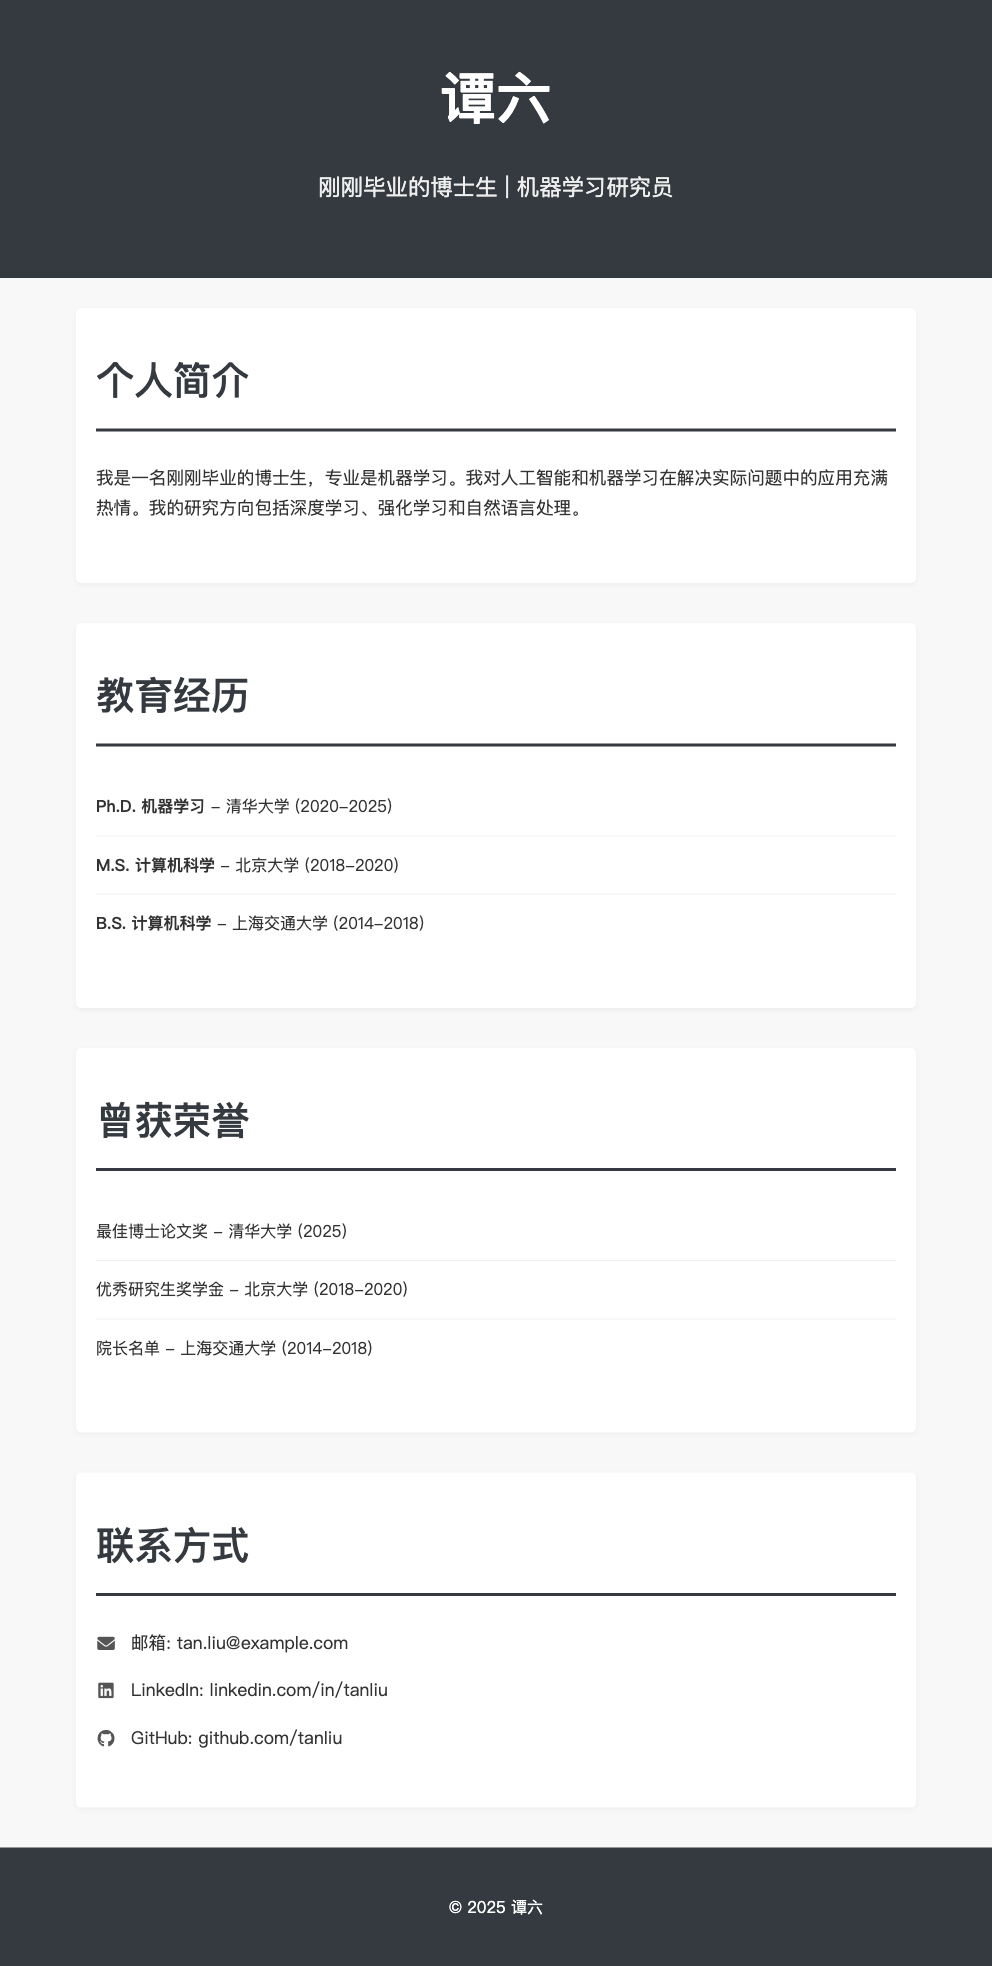 谭六
刚刚毕业的博士生 | 机器学习研究员
个人简介
我是一名刚刚毕业的博士生，专业是机器学习。我对人工智能和机器学习在解决实际问题中的应用充满
热情。我的研究方向包括深度学习、强化学习和自然语言处理。
教育经历
Ph.D. 机器学习 – 清华大学 (2020–2025)
M.S. 计算机科学 – 北京大学 (2018–2020)
B.S. 计算机科学 – 上海交通大学 (2014–2018)
曾获荣誉
最佳博士论文奖 – 清华大学 (2025)
优秀研究生奖学金 – 北京大学 (2018–2020)
院长名单 – 上海交通大学 (2014–2018)
联系方式
邮箱: tan.liu@example.com
LinkedIn: linkedin.com/in/tanliu
GitHub: github.com/tanliu
© 2025 谭六